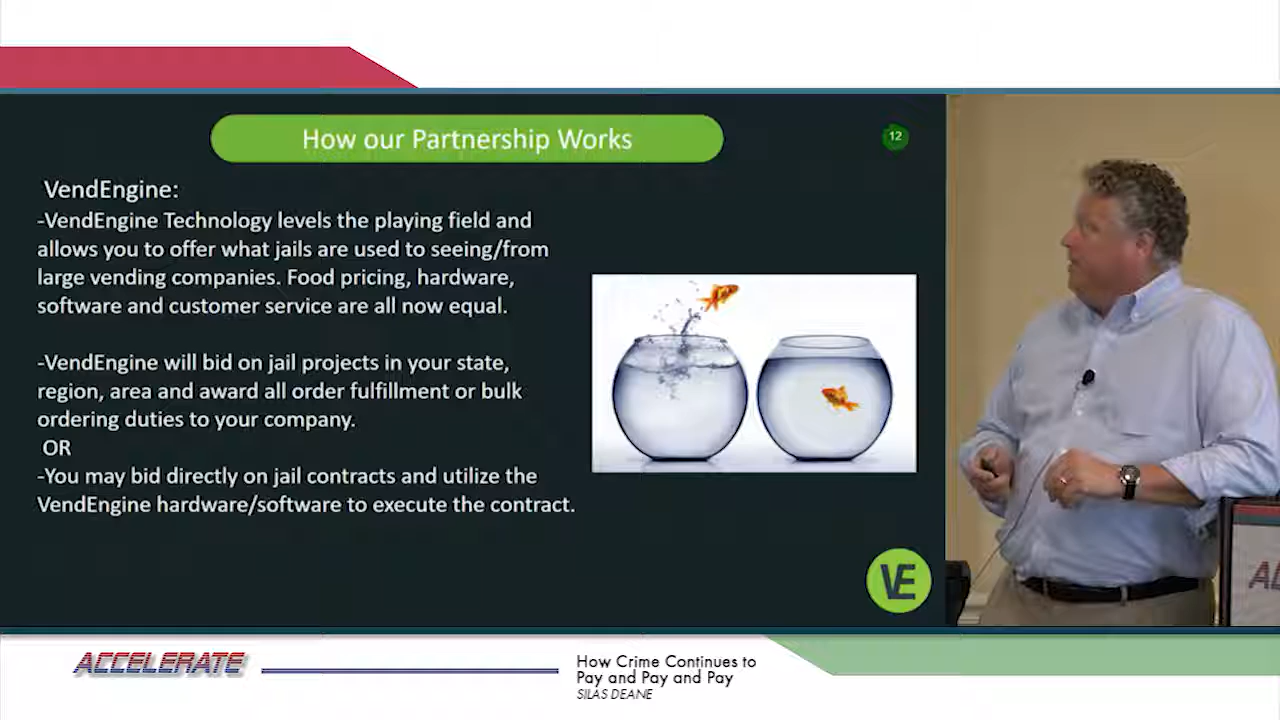 How our Partnership Works
12
VendEngine:
-VendEngine Technology levels the playing field and
allows you to offer what jails are used to seeing/from
large vending companies. Food pricing, hardware,
software and customer service are all now equal.
-VendEngine will bid on jail projects in your state,
region, area and award all order fulfillment or bulk
ordering duties to your company.
OR
-You may bid directly on jail contracts and utilize the
VendEngine hardware/software to execute the contract.
VE
ACCELERATE
How Crime Continues to
Pay and Pay and Pay
SILAS DEANE